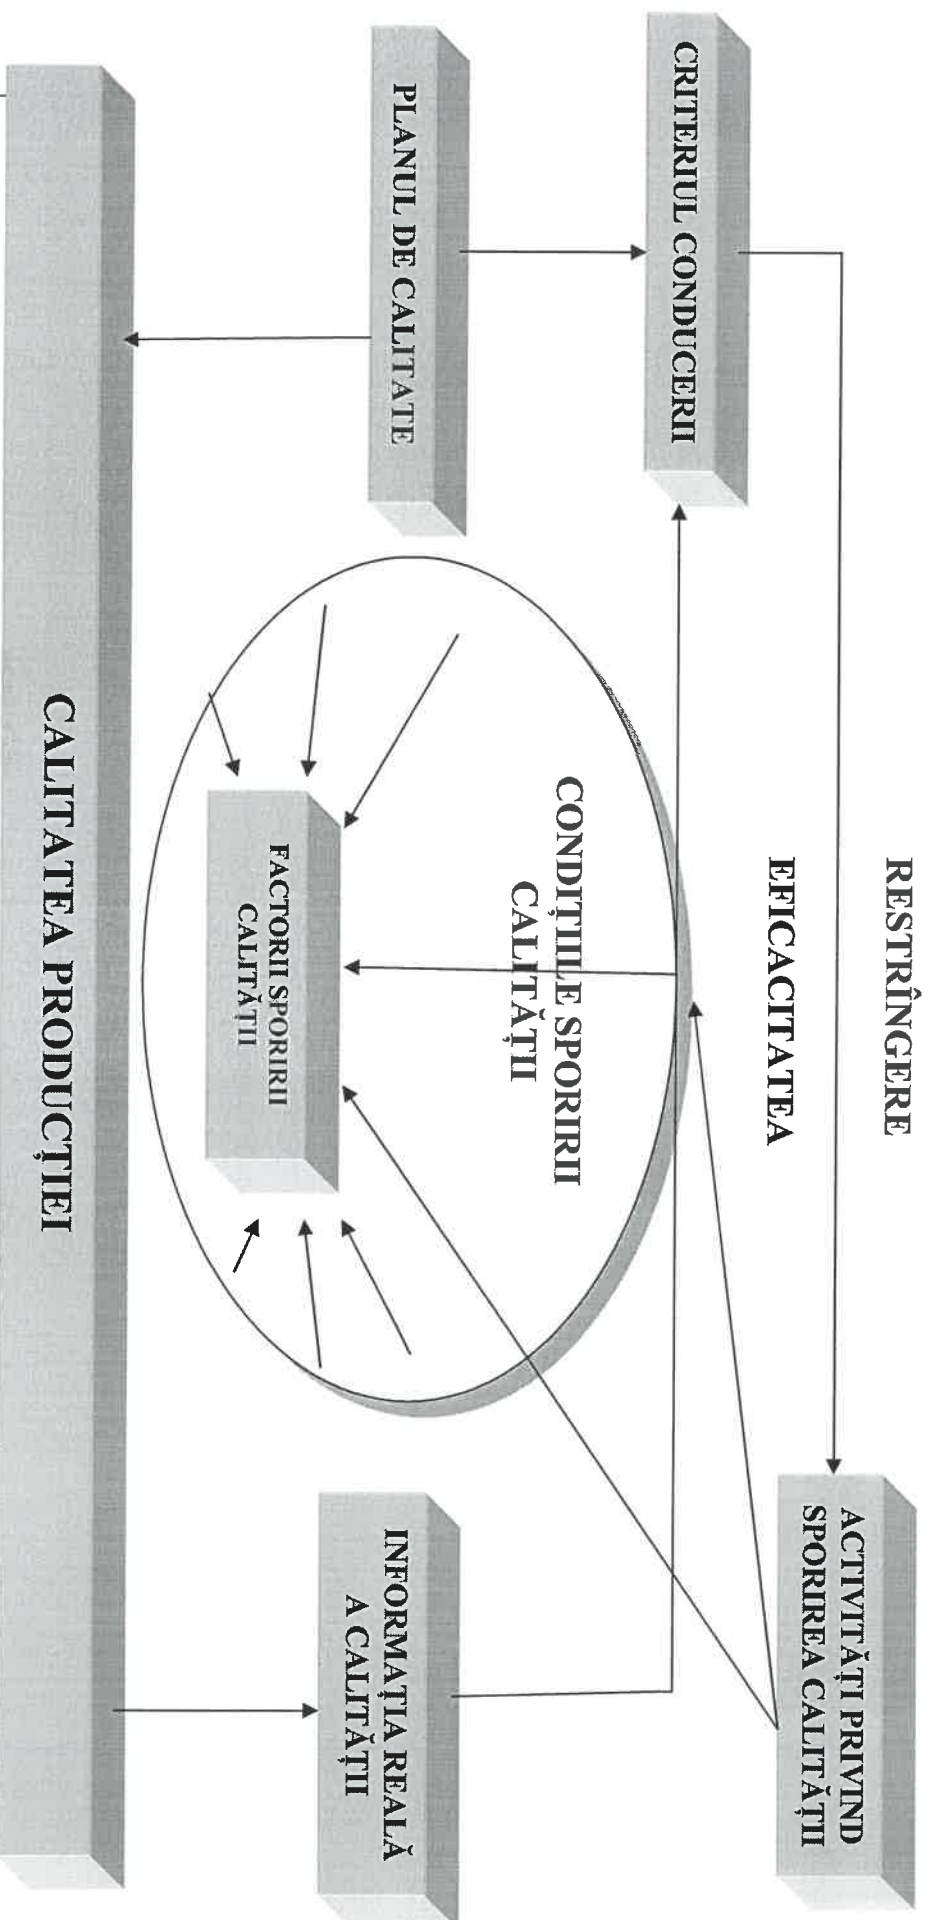 RESTRÎNGERE
CRITERIUL CONDUCERII
ACTIVITĂȚI PRIVIND
SPORIREA CALITĂȚII
EFICACITATEA
CONDIȚIILE SPORIRII
CALITĂȚII
PLANUL DE CALITATE
INFORMAȚIA REALĂ
A CALITĂȚII
FACTORII SPORIRII
CALITĂȚII
CALITATEA PRODUCȚIEI